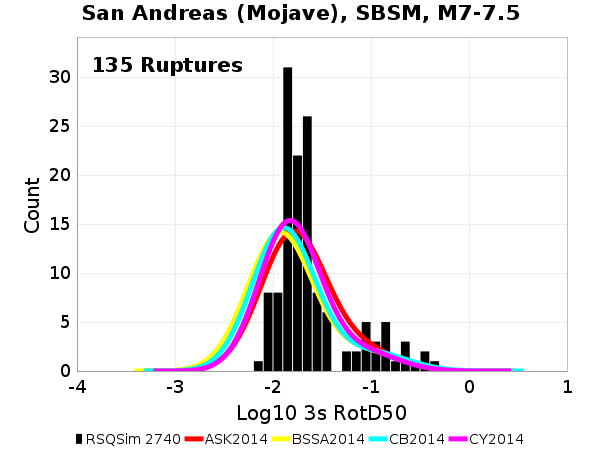 San Andreas (Mojave), SBSM, M7-7.5
135 Ruptures
30
25
20
15
10
5
0
Count
-4 -3 -2 -1 0 1
Log10 3s RotD50
RSQSim 2740 ASK2014 BSSA2014 CB2014 CY2014